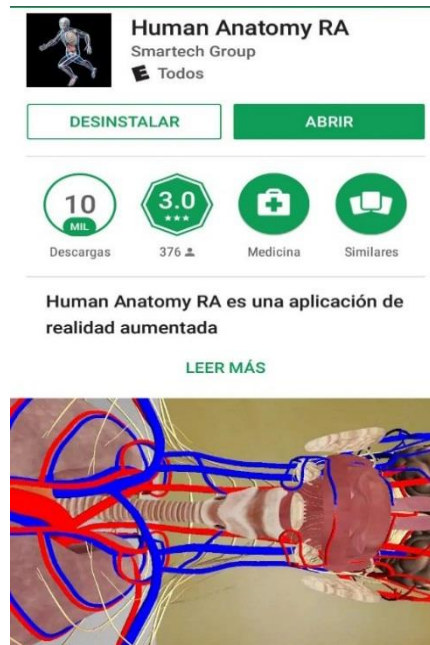 Human Anatomy RA
Smartech Group
E Todos
DESINSTALAR
ABRIR
10
MIL
Descargas
3.0
376
Medicina
Similares
Human Anatomy RA es una aplicación de
realidad aumentada
LEER MÁS